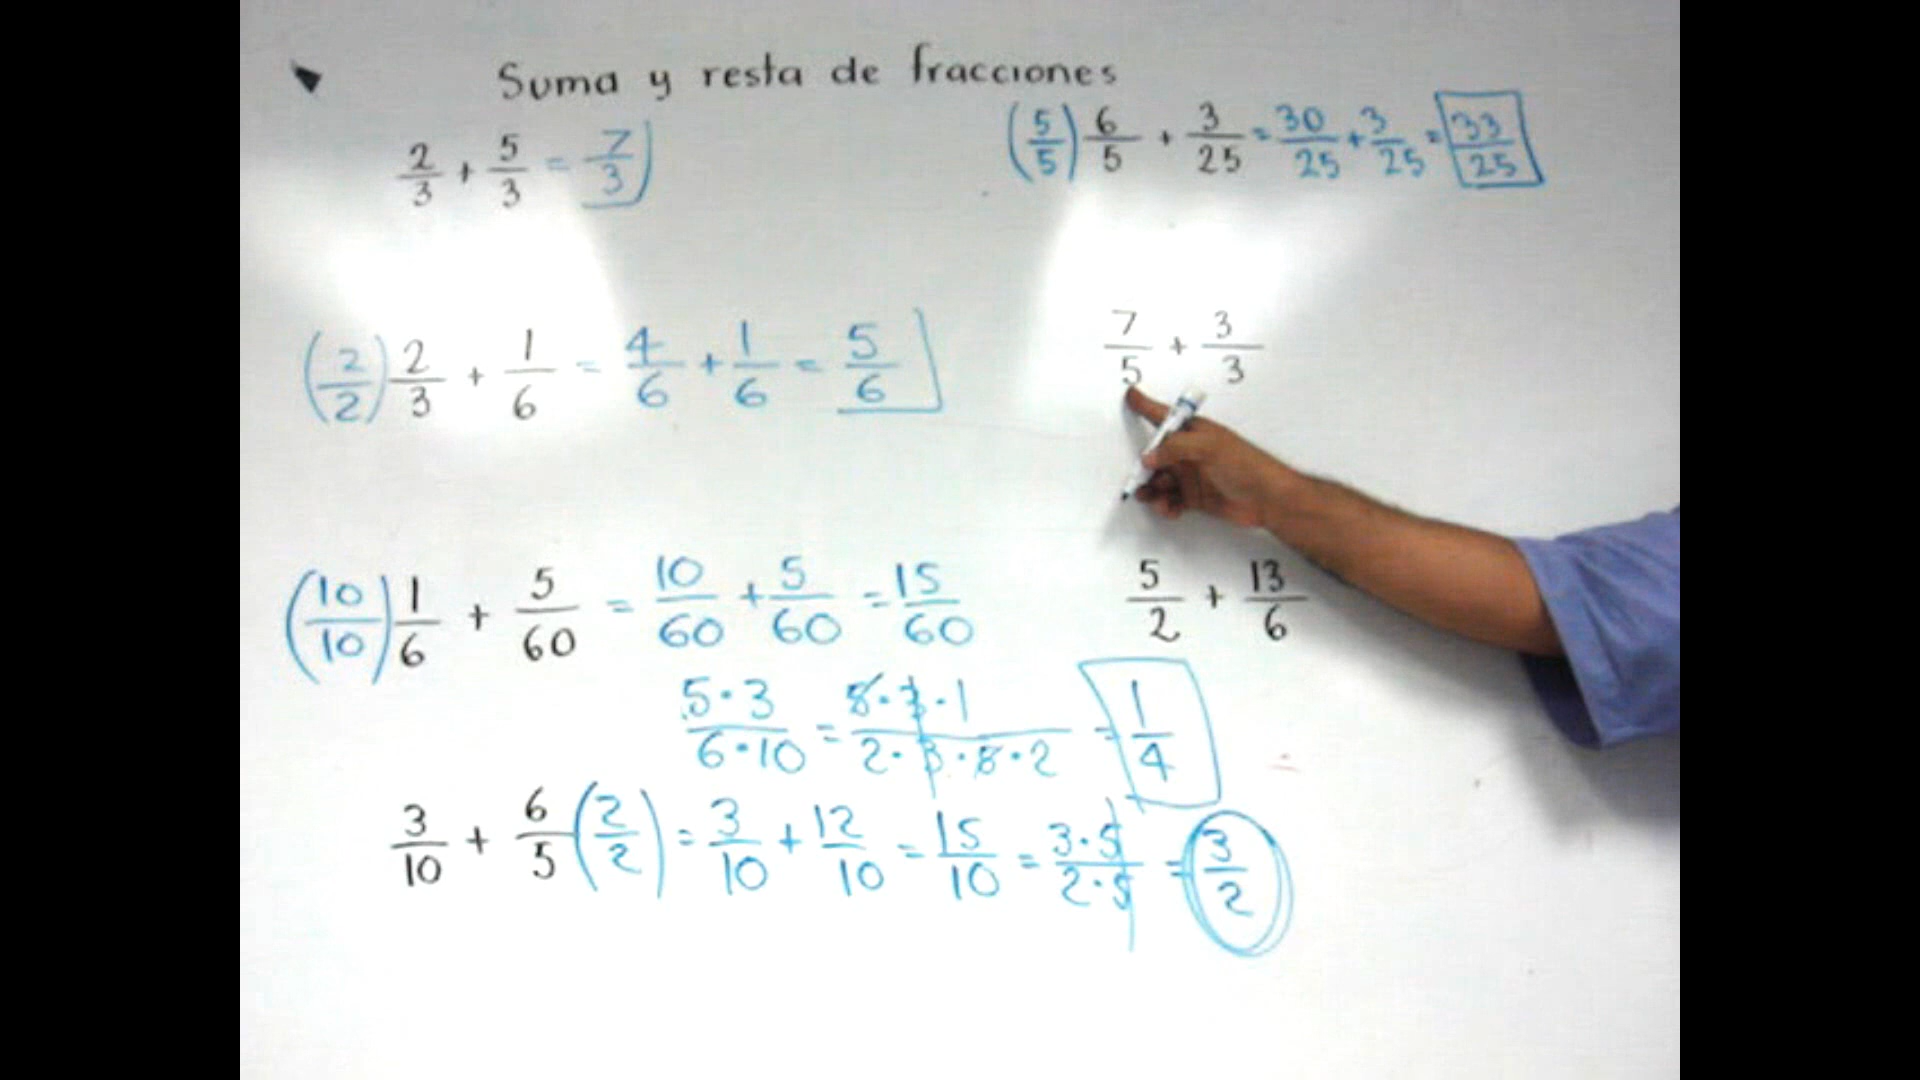 Suma y resta de fracciones
2/3 + 5/3 = 7/3
(5/5) 6/5 + 3/25 = 30/25 + 3/25 = 33/25
(2/2) 2/3 + 1/6 = 4/6 + 1/6 = 5/6
7/5 + 3/3
(10/10) 1/6 + 5/60 = 10/60 + 5/60 = 15/60
5/2 + 13/6
5·3/6·10 = 5·3·1/2·3·5·2 = 1/4
3/10 + 6/5 (2/2) = 3/10 + 12/10 = 15/10 = 3·5/2·5 = 3/2